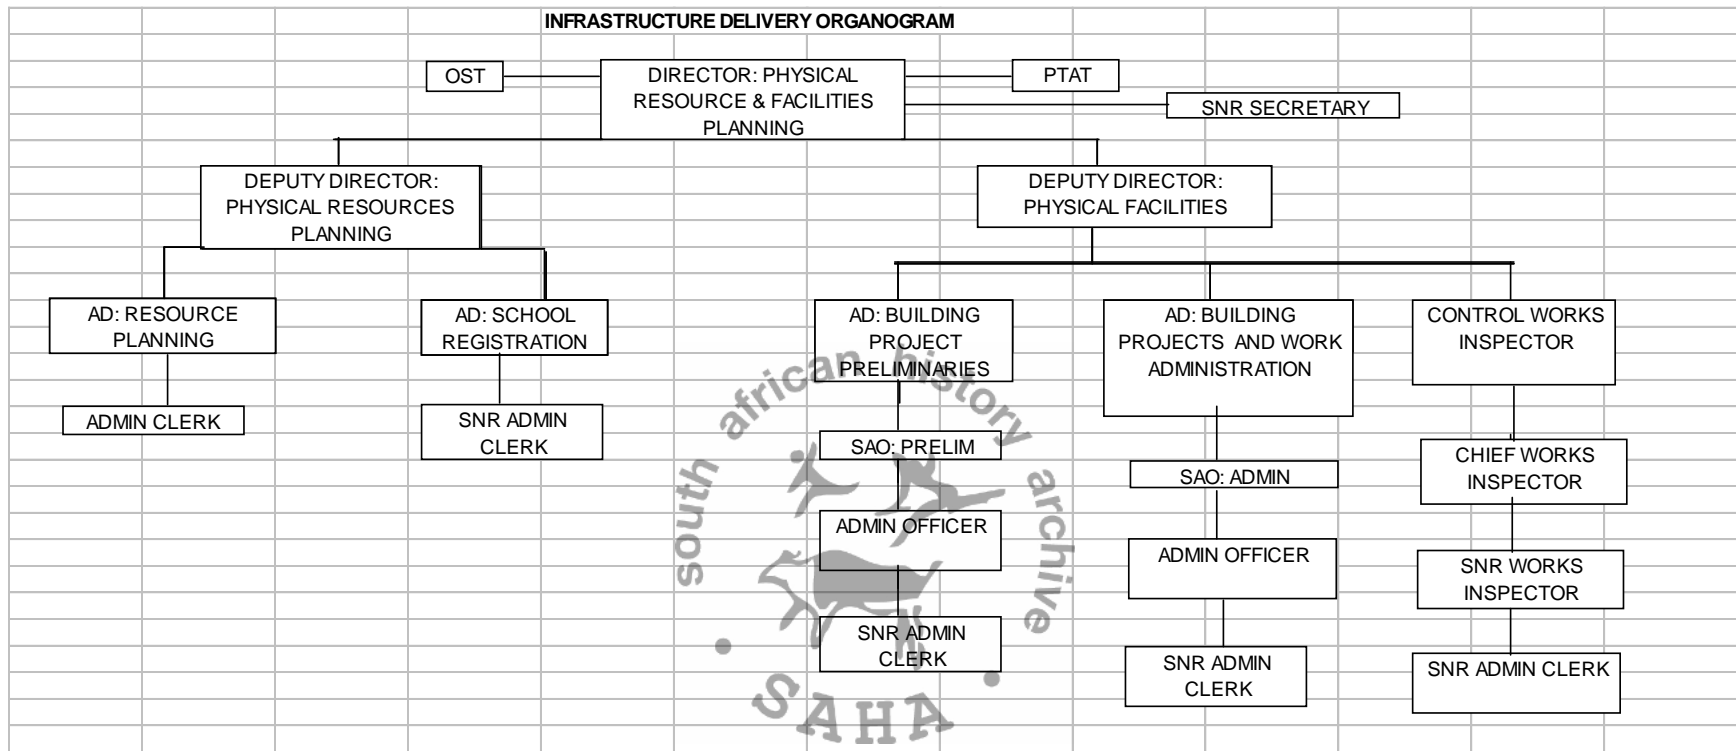 INFRASTRUCTURE DELIVERY ORGANOGRAM
OST
DIRECTOR: PHYSICAL
RESOURCE & FACILITIES
PLANNING
PTAT
SNR SECRETARY
DEPUTY DIRECTOR:
PHYSICAL RESOURCES
PLANNING
DEPUTY DIRECTOR:
PHYSICAL FACILITIES
AD: RESOURCE
PLANNING
AD: SCHOOL
REGISTRATION
AD: BUILDING
PROJECT
PRELIMINARIES
AD: BUILDING
PROJECTS AND WORK
ADMINISTRATION
CONTROL WORKS
INSPECTOR
ADMIN CLERK
SNR ADMIN
CLERK
SAO: PRELIM
SAO: ADMIN
CHIEF WORKS
INSPECTOR
ADMIN OFFICER
ADMIN OFFICER
SNR WORKS
INSPECTOR
SNR ADMIN
CLERK
SNR ADMIN
CLERK
SNR ADMIN CLERK
south african history archive
SAHA